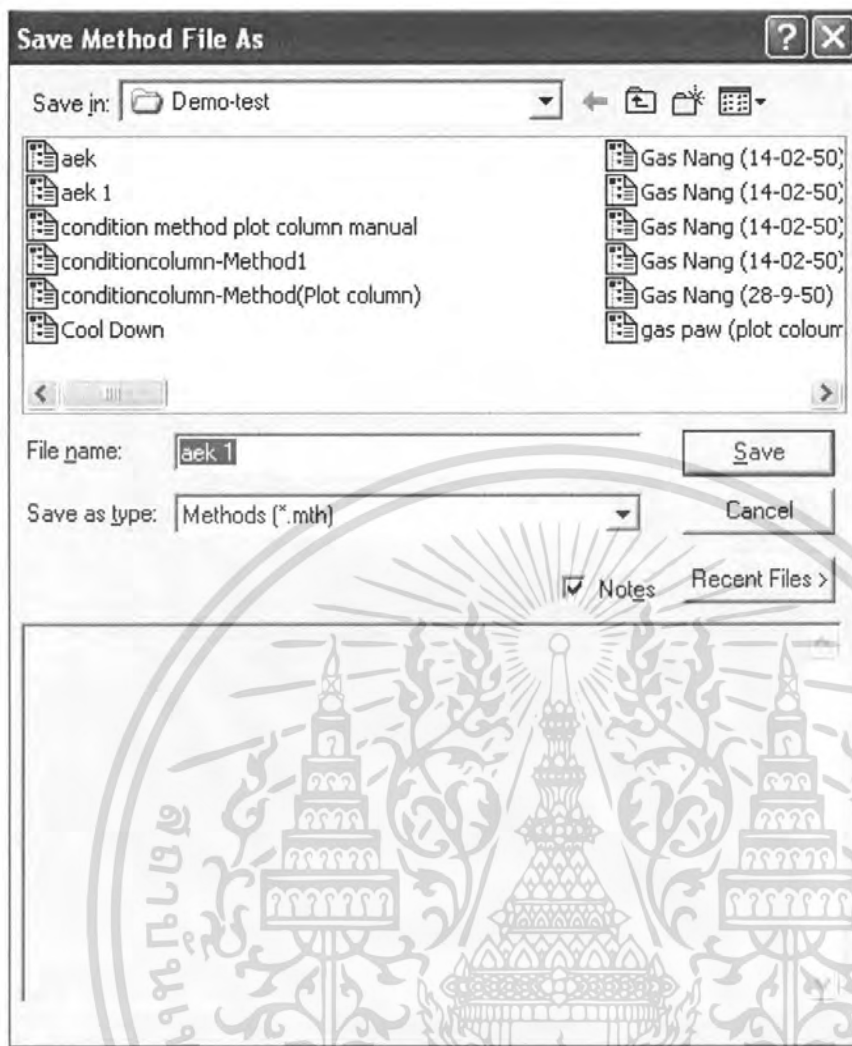 Save Method File As
Save in: Demo-test
aek
aek 1
condition method plot column manual
conditioncolumn-Method1
conditioncolumn-Method(Plot column)
Cool Down
Gas Nang (14-02-50)
Gas Nang (14-02-50)
Gas Nang (14-02-50)
Gas Nang (14-02-50)
Gas Nang (28-9-50)
gas paw (plot coloum
File name: aek 1
Save
Save as type: Methods (*.mth)
Cancel
Notes
Recent Files >